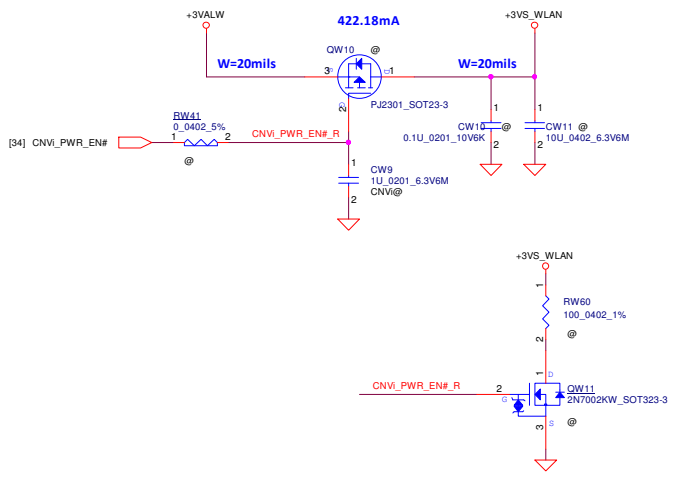 422.18mA
+3VALW
+3VS_WLAN
QW10
@
W=20mils
W=20mils
3
S
D
1
G
2
PJ2301_SOT23-3
RW41
0_0402_5%
[34] CNVi_PWR_EN#
1
2
CNVi_PWR_EN#_R
@
1
CW10
@
0.1U_0201_10V6K
2
1
CW11
@
10U_0402_6.3V6M
2
1
CW9
1U_0201_6.3V6M
CNVi@
2
+3VS_WLAN
1
RW60
100_0402_1%
2
@
1
D
CNVi_PWR_EN#_R
2
G
QW11
2N7002KW_SOT323-3
3
S
@